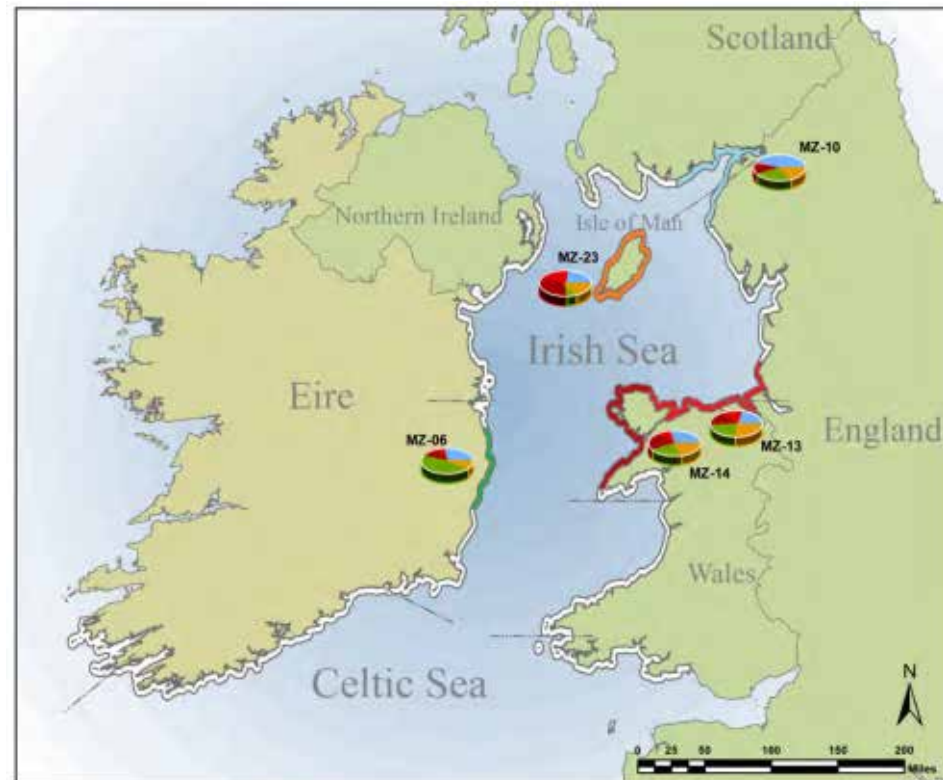 Scotland
MZ-10
Northern Ireland
Isle of Man
MZ-23
Irish Sea
Eire
England
MZ-06
MZ-13
MZ-14
Wales
Celtic Sea
N
0 25 50 100 150 200
Miles